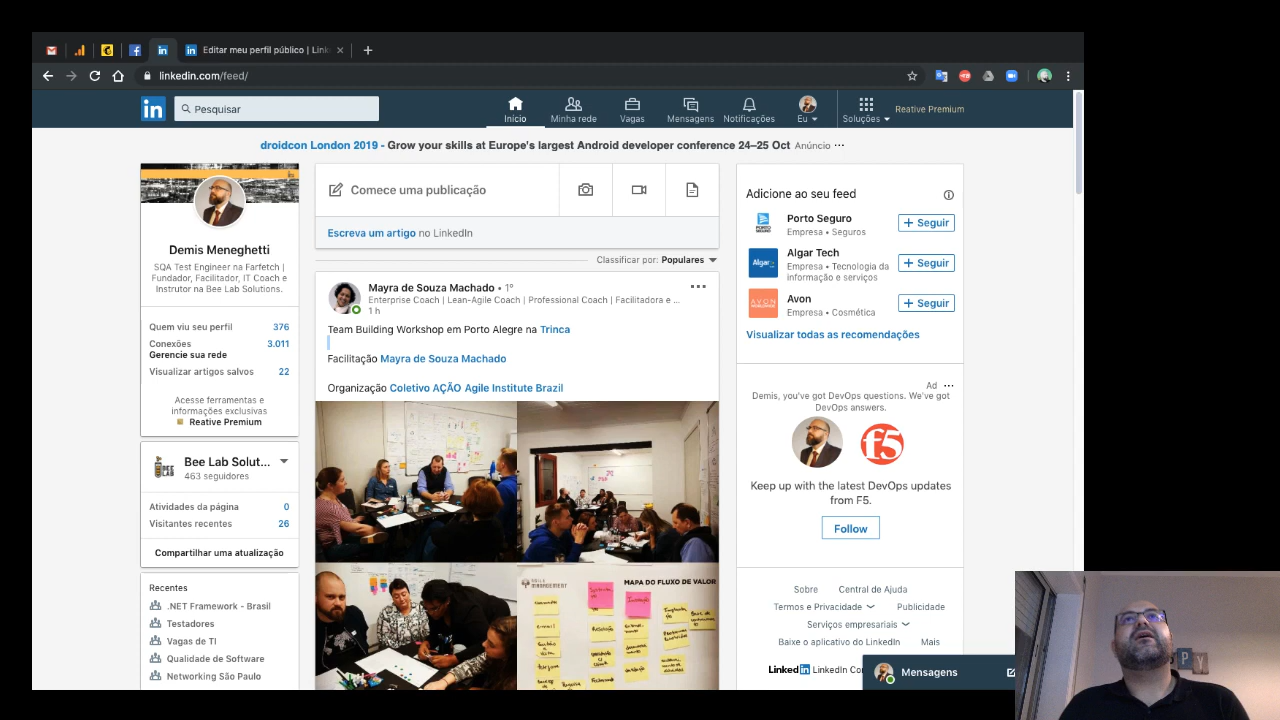 Editar meu perfil público | Link
linkedin.com/feed/
in
Pesquisar
Início
Minha rede
Vagas
Mensagens
Notificações
Eu
Soluções
Reative Premium
droidcon London 2019 - Grow your skills at Europe's largest Android developer conference 24–25 Oct Anúncio
Demis Meneghetti
SQA Test Engineer na Farfetch |
Fundador, Facilitador, IT Coach e
Instrutor na Bee Lab Solutions.
Quem viu seu perfil 376
Conexões 3.011
Gerencie sua rede
Visualizar artigos salvos 22
Acesse ferramentas e
informações exclusivas
Reative Premium
Bee Lab Solut...
463 seguidores
Atividades da página 0
Visitantes recentes 26
Compartilhar uma atualização
Recentes
.NET Framework - Brasil
Testadores
Vagas de TI
Qualidade de Software
Networking São Paulo
Comece uma publicação
Escreva um artigo no LinkedIn
Classificar por: Populares
Mayra de Souza Machado • 1º
Enterprise Coach | Lean-Agile Coach | Professional Coach | Facilitadora e ...
1 h
Team Building Workshop em Porto Alegre na Trinca
Facilitação Mayra de Souza Machado
Organização Coletivo AÇÃO Agile Institute Brazil
MAPA DO FLUXO DE VALOR
Adicione ao seu feed
Porto Seguro
Empresa • Seguros
+ Seguir
Algar Tech
Empresa • Tecnologia da
informação e serviços
+ Seguir
Avon
Empresa • Cosmética
+ Seguir
Visualizar todas as recomendações
Ad
Demis, you've got DevOps questions. We've got
DevOps answers.
f5
Keep up with the latest DevOps updates
from F5.
Follow
Sobre Central de Ajuda
Termos e Privacidade Publicidade
Serviços empresariais
Baixe o aplicativo do LinkedIn Mais
Linked in LinkedIn Co
Mensagens